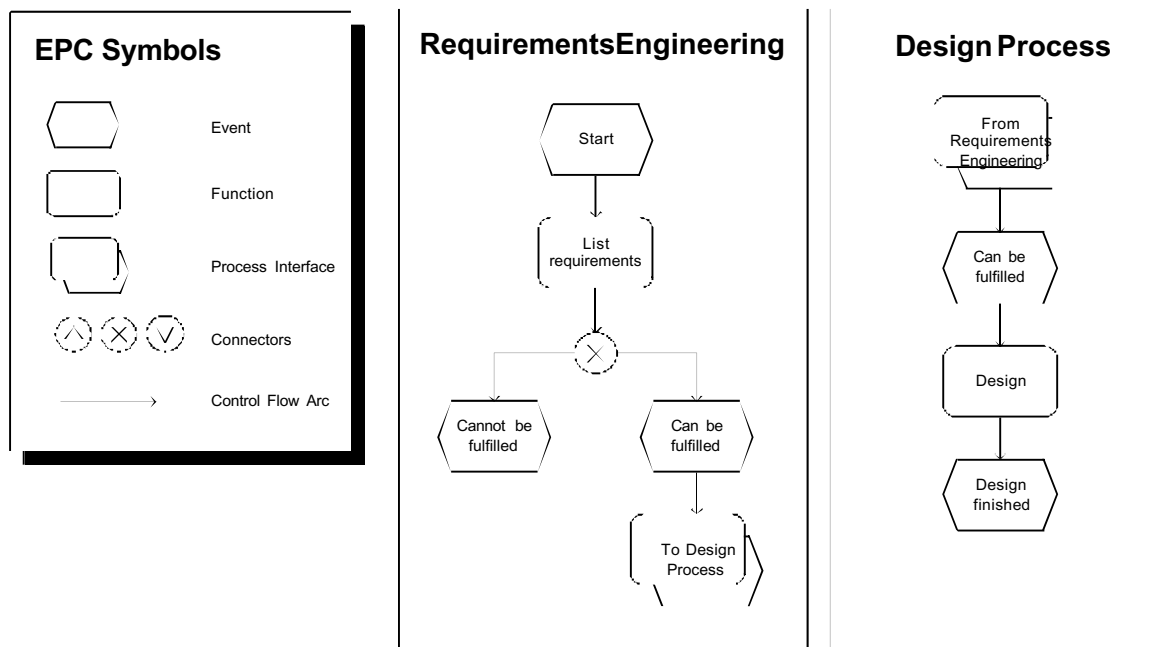 EPC Symbols
Event
Function
Process Interface
Connectors
Control Flow Arc
RequirementsEngineering
Start
List
requirements
Cannot be
fulfilled
Can be
fulfilled
To Design
Process
Design Process
From
Requirements
Engineering
Can be
fulfilled
Design
Design
finished